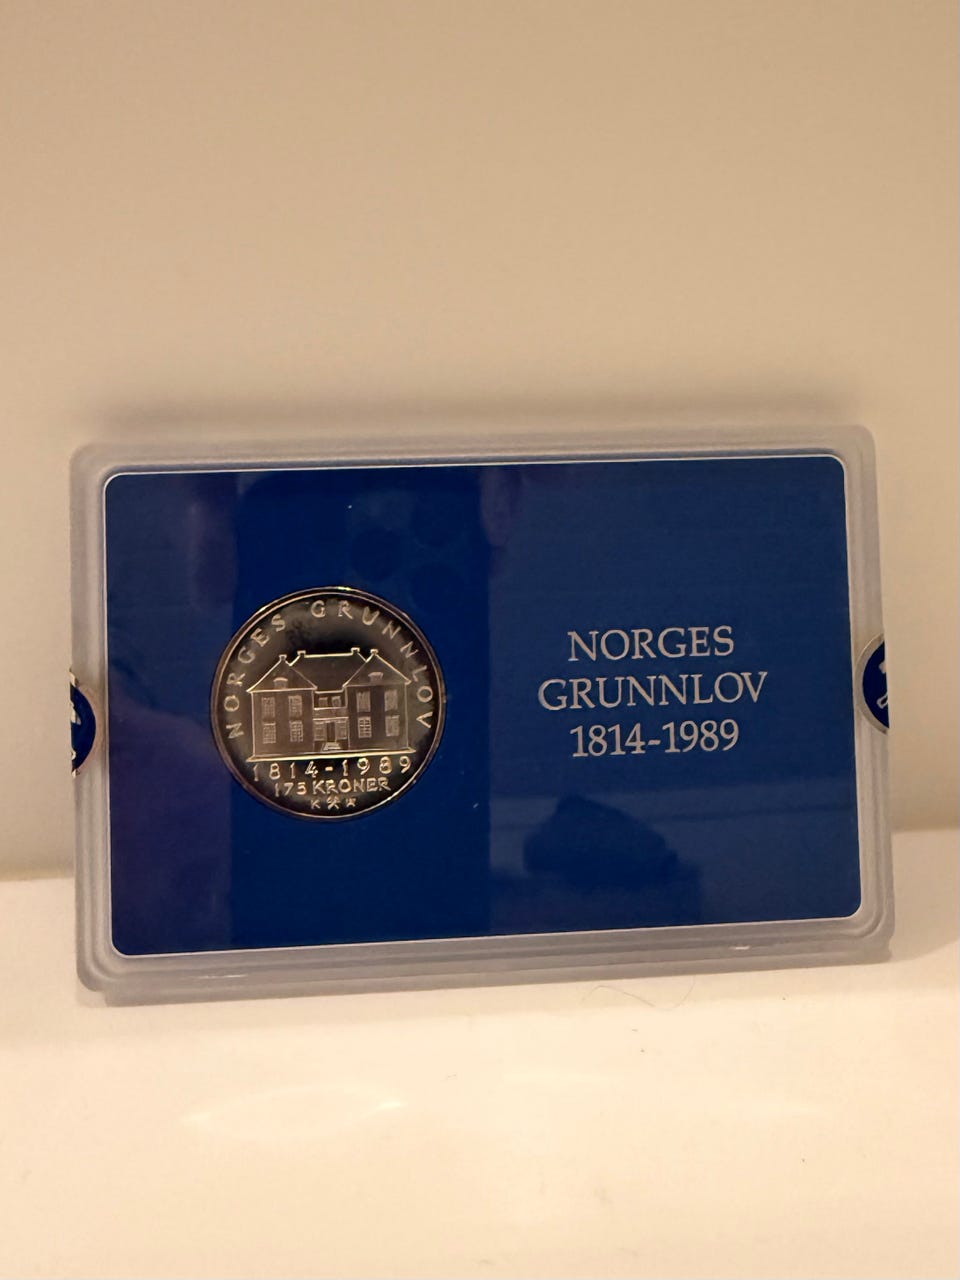 NORGES GRUNNLOV
1814-1989
175 KRONER
K
NORGES
GRUNNLOV
1814-1989